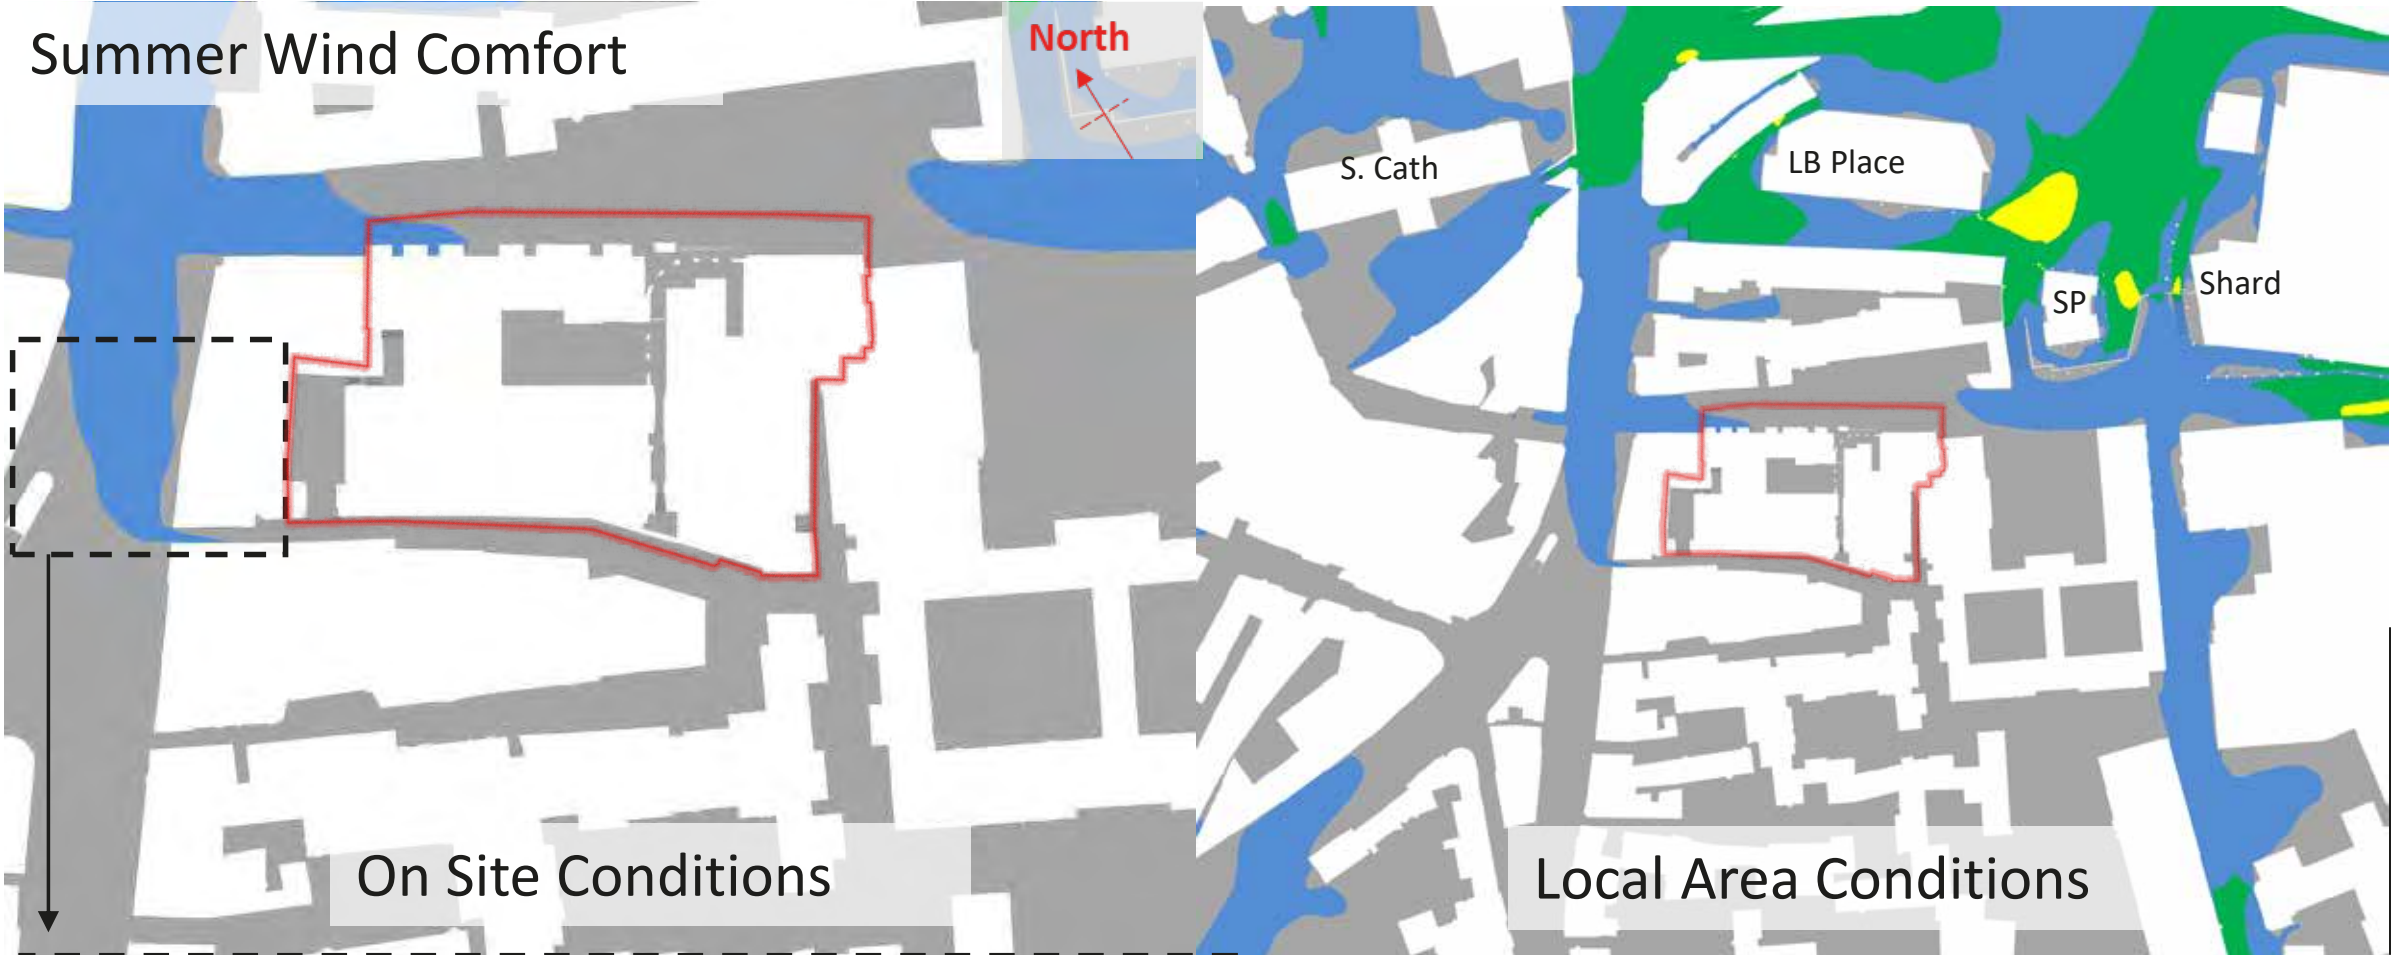 Summer Wind Comfort
North
S. Cath
LB Place
SP
Shard
On Site Conditions
Local Area Conditions